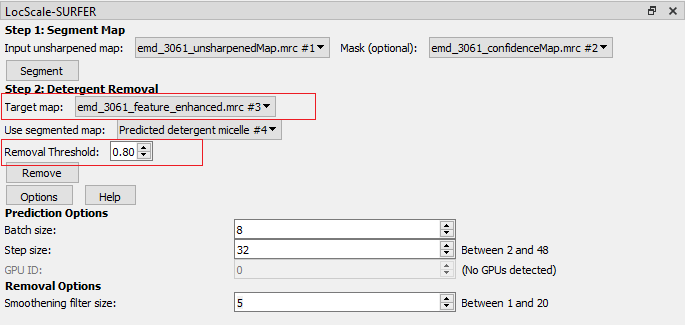 LocScale-SURFER
Step 1: Segment Map
Input unsharpened map: emd_3061_unsharpenedMap.mrc #1 Mask (optional): emd_3061_confidenceMap.mrc #2
Segment
Step 2: Detergent Removal
Target map: emd_3061_feature_enhanced.mrc #3
Use segmented map: Predicted detergent micelle #4
Removal Threshold: 0.80
Remove
Options Help
Prediction Options
Batch size: 8
Step size: 32 Between 2 and 48
GPU ID: 0 (No GPUs detected)
Removal Options
Smoothening filter size: 5 Between 1 and 20